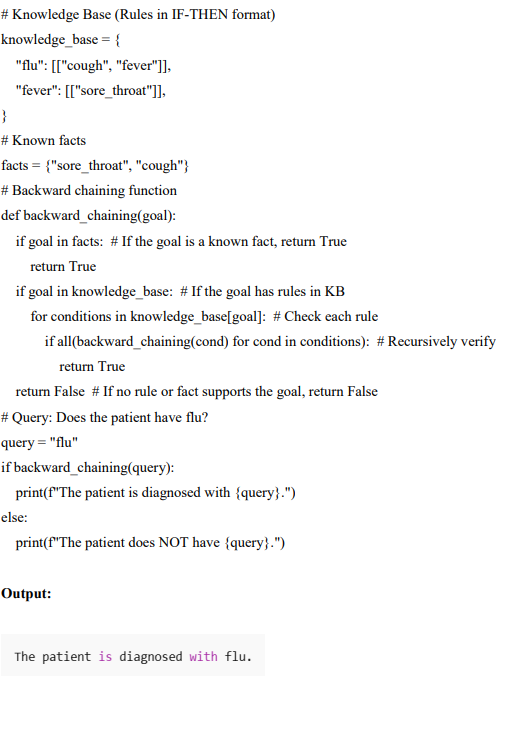 # Knowledge Base (Rules in IF-THEN format)
knowledge_base = {
"flu": [["cough", "fever"]],
"fever": [["sore_throat"]],
}
# Known facts
facts = {"sore_throat", "cough"}
# Backward chaining function
def backward_chaining(goal):
if goal in facts:  # If the goal is a known fact, return True
return True
if goal in knowledge_base:  # If the goal has rules in KB
for conditions in knowledge_base[goal]:  # Check each rule
if all(backward_chaining(cond) for cond in conditions):  # Recursively verify
return True
return False  # If no rule or fact supports the goal, return False
# Query: Does the patient have flu?
query = "flu"
if backward_chaining(query):
print(f"The patient is diagnosed with {query}.")
else:
print(f"The patient does NOT have {query}.")
Output:
The patient is diagnosed with flu.